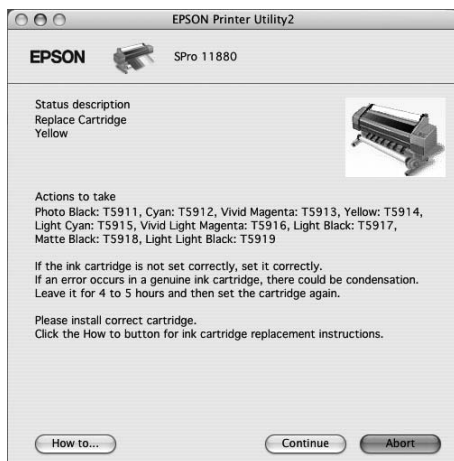 EPSON Printer Utility2
EPSON
SPro 11880
Status description
Replace Cartridge
Yellow
Actions to take
Photo Black: T5911, Cyan: T5912, Vivid Magenta: T5913, Yellow: T5914,
Light Cyan: T5915, Vivid Light Magenta: T5916, Light Black: T5917,
Matte Black: T5918, Light Light Black: T5919
If the ink cartridge is not set correctly, set it correctly.
If an error occurs in a genuine ink cartridge, there could be condensation.
Leave it for 4 to 5 hours and then set the cartridge again.
Please install correct cartridge.
Click the How to button for ink cartridge replacement instructions.
How to...
Continue
Abort